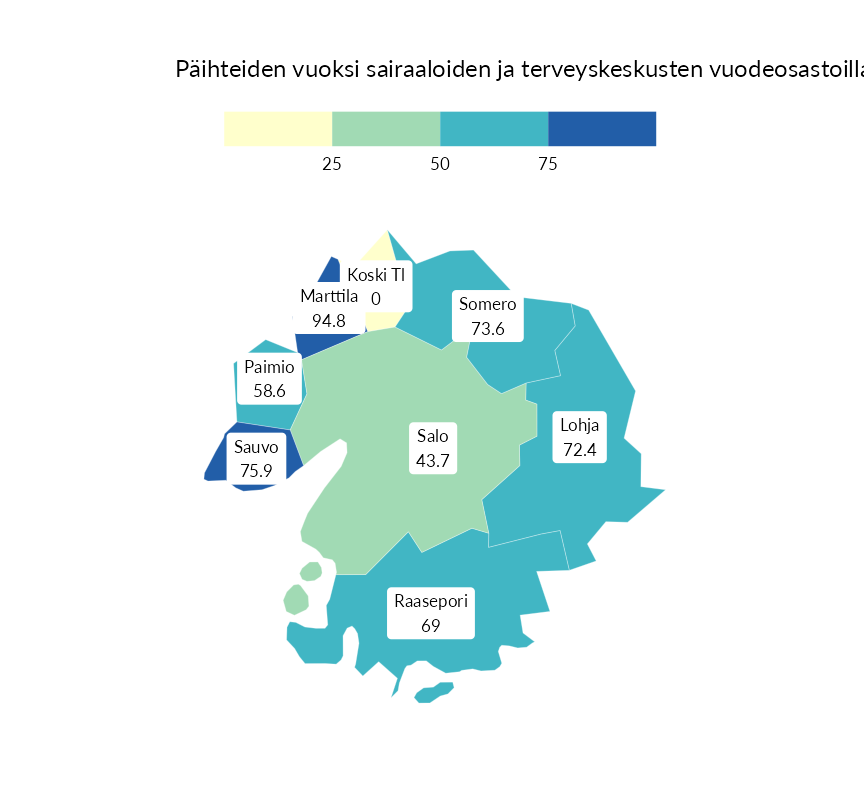 Päihteiden vuoksi sairaaloiden ja terveyskeskusten vuodeosastoilla
25 50 75
Koski Tl
0
Marttila
94.8
Somero
73.6
Paimio
58.6
Lohja
72.4
Salo
43.7
Sauvo
75.9
Raasepori
69